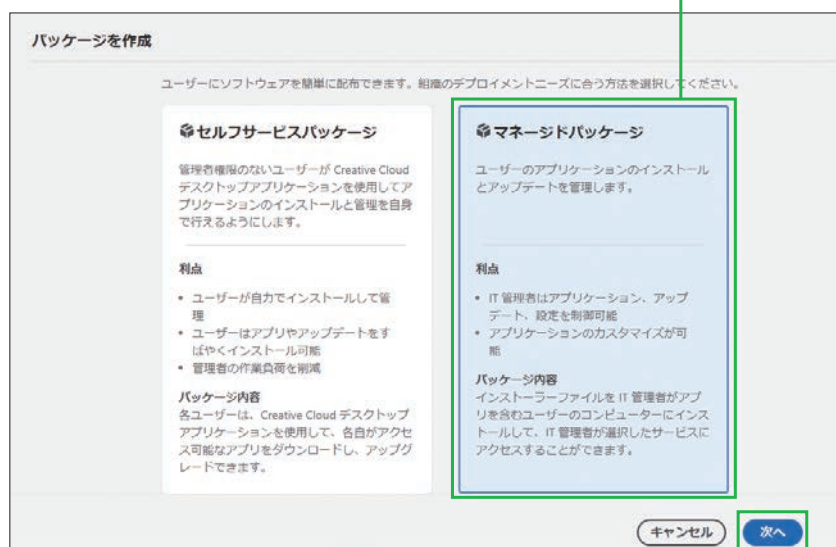 パッケージを作成
ユーザーにソフトウェアを簡単に配布できます。組織のデプロイメントニーズに合う方法を選択してください。
セルフサービスパッケージ
管理者権限のないユーザーが Creative Cloud
デスクトップアプリケーションを使用してア
プリケーションのインストールと管理を自身
で行えるようにします。
利点
• ユーザーが自力でインストールして管
理
• ユーザーはアプリやアップデートをす
ばやくインストール可能
• 管理者の作業負荷を削減
パッケージ内容
各ユーザーは、Creative Cloud デスクトップ
アプリケーションを使用して、各自がアクセ
ス可能なアプリをダウンロードし、アップグ
レードできます。
マネージドパッケージ
ユーザーのアプリケーションのインストール
とアップデートを管理します。
利点
• IT 管理者はアプリケーション、アップ
デート、設定を制御可能
• アプリケーションのカスタマイズが可
能
パッケージ内容
インストーラーファイルを IT 管理者がアプ
リを含むユーザーのコンピューターにインス
トールして、IT 管理者が選択したサービスに
アクセスすることができます。
キャンセル
次へ